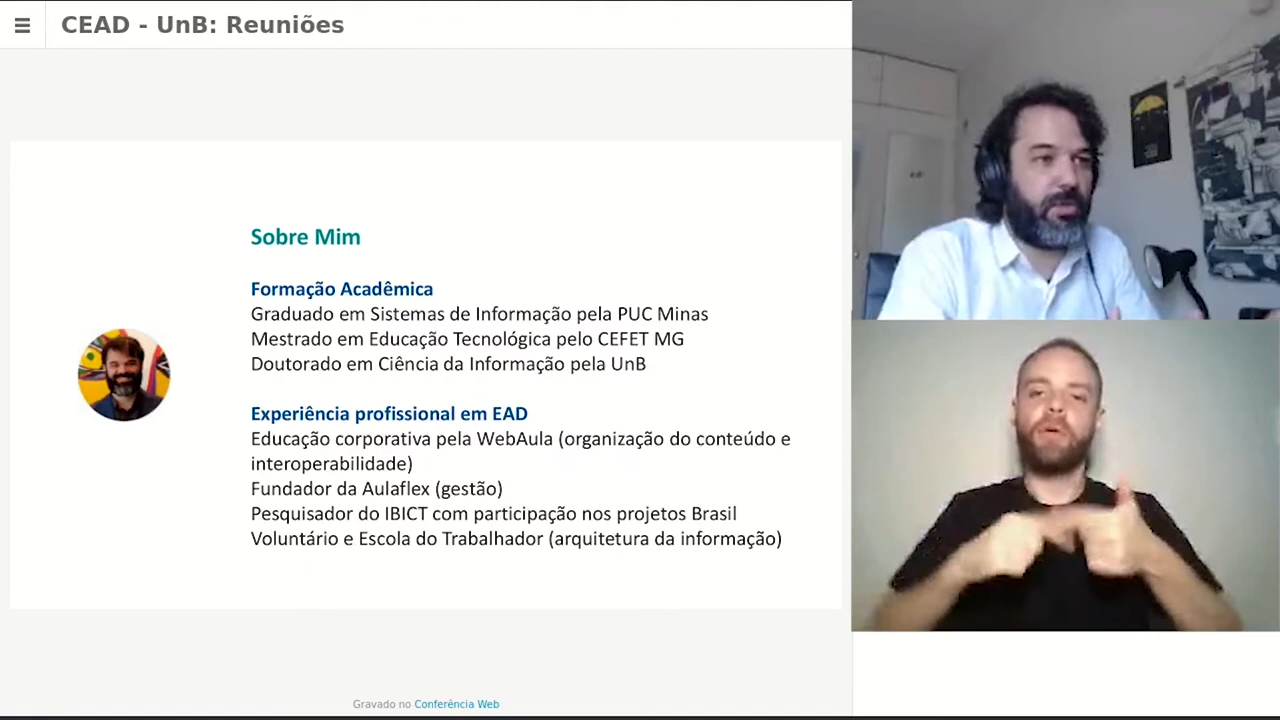 CEAD - UnB: Reuniões
Sobre Mim
Formação Acadêmica
Graduado em Sistemas de Informação pela PUC Minas
Mestrado em Educação Tecnológica pelo CEFET MG
Doutorado em Ciência da Informação pela UnB
Experiência profissional em EAD
Educação corporativa pela WebAula (organização do conteúdo e
interoperabilidade)
Fundador da Aulaflex (gestão)
Pesquisador do IBICT com participação nos projetos Brasil
Voluntário e Escola do Trabalhador (arquitetura da informação)
Gravado no Conferência Web